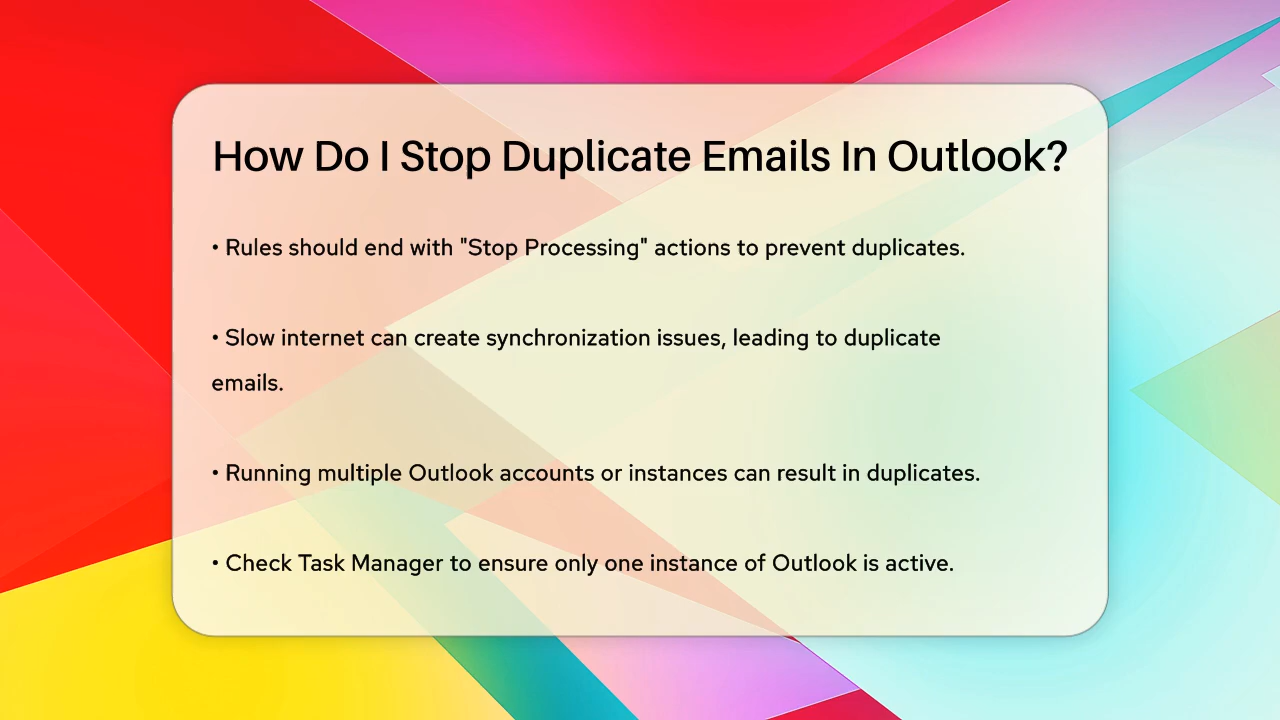 How Do I Stop Duplicate Emails In Outlook?
• Rules should end with "Stop Processing" actions to prevent duplicates.
• Slow internet can create synchronization issues, leading to duplicate
emails.
• Running multiple Outlook accounts or instances can result in duplicates.
• Check Task Manager to ensure only one instance of Outlook is active.